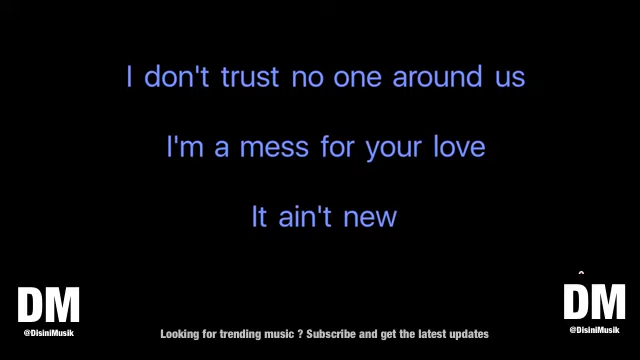 I don't trust no one around us
I'm a mess for your love
It ain't new
DM
@DisiniMusik
DM
@DisiniMusik
Looking for trending music ? Subscribe and get the latest updates